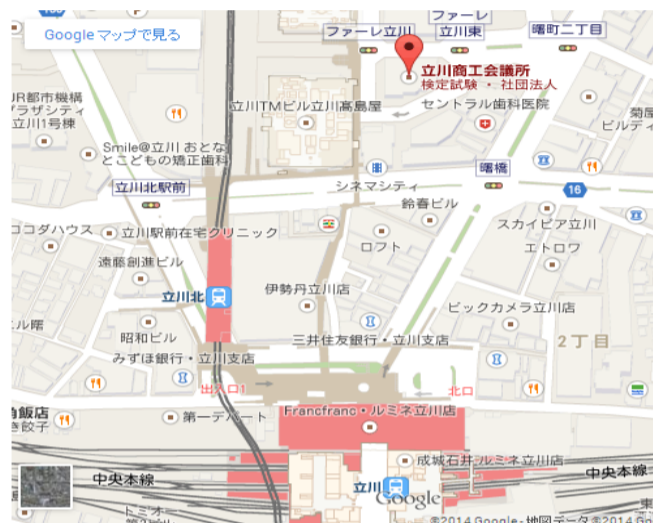 Google マップで見る
ファーレ立川
ファーレ
立川東
曙町二丁目
立川商工会議所
検定試験・社団法人
セントラル歯科医院
UR都市機構
プラザシティ
立川1号棟
立川TMビル立川髙島屋
菊屋
ビルディ
Smile@立川 おとな
とこどもの矯正歯科
立川北駅前
シネマシティ
曙橋
16
鈴春ビル
ココダハウス
立川駅前在宅クリニック
スカイビア立川
ロフト
エトロワ
遠藤創進ビル
立川北
伊勢丹立川店
ビックカメラ立川店
ニル曙
昭和ビル
三井住友銀行・立川支店
2丁目
みずほ銀行・立川支店
出入口1
北口
角飯店
き餃子
第一デパート
Francfranc・ルミネ立川店
中央本線
成城石井 ルミネ立川店
中央本線
立川
Google
トミオー
©2014 Google - 地図データ ©2014 Go